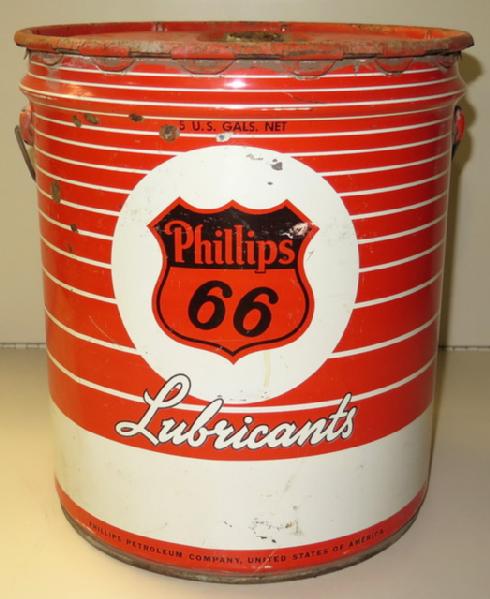 5 U.S. GALS. NET
Phillips
66
Lubricants
PHILLIPS PETROLEUM COMPANY, UNITED STATES OF AMERICA